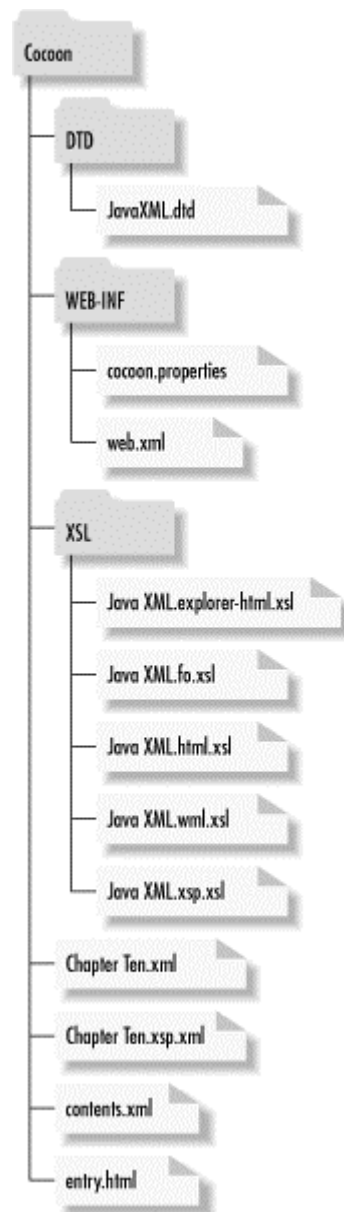 Cocoon
DTD
JavaXML.dtd
WEB-INF
cocoon.properties
web.xml
XSL
Java XML.explorer-html.xsl
Java XML.fo.xsl
Java XML.html.xsl
Java XML.wml.xsl
Java XML.xsp.xsl
Chapter Ten.xml
Chapter Ten.xsp.xml
contents.xml
entry.html